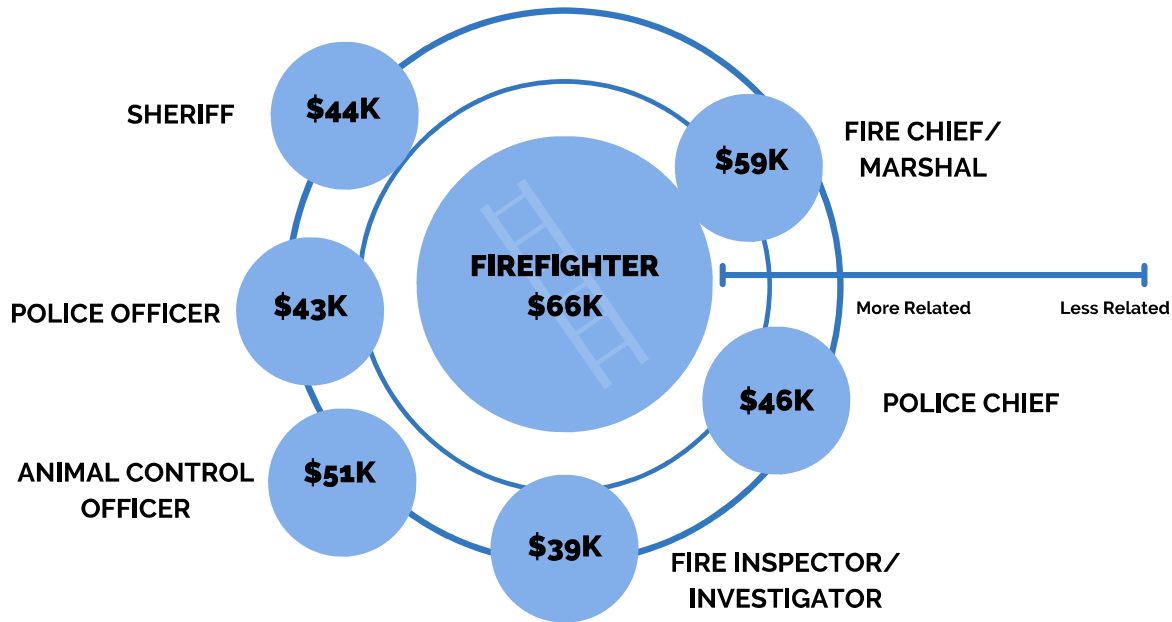 $44K
SHERIFF
FIRE CHIEF/
MARSHAL
$59K
FIREFIGHTER
$66K
POLICE OFFICER
$43K
More Related
Less Related
$46K
POLICE CHIEF
ANIMAL CONTROL
OFFICER
$51K
$39K
FIRE INSPECTOR/
INVESTIGATOR